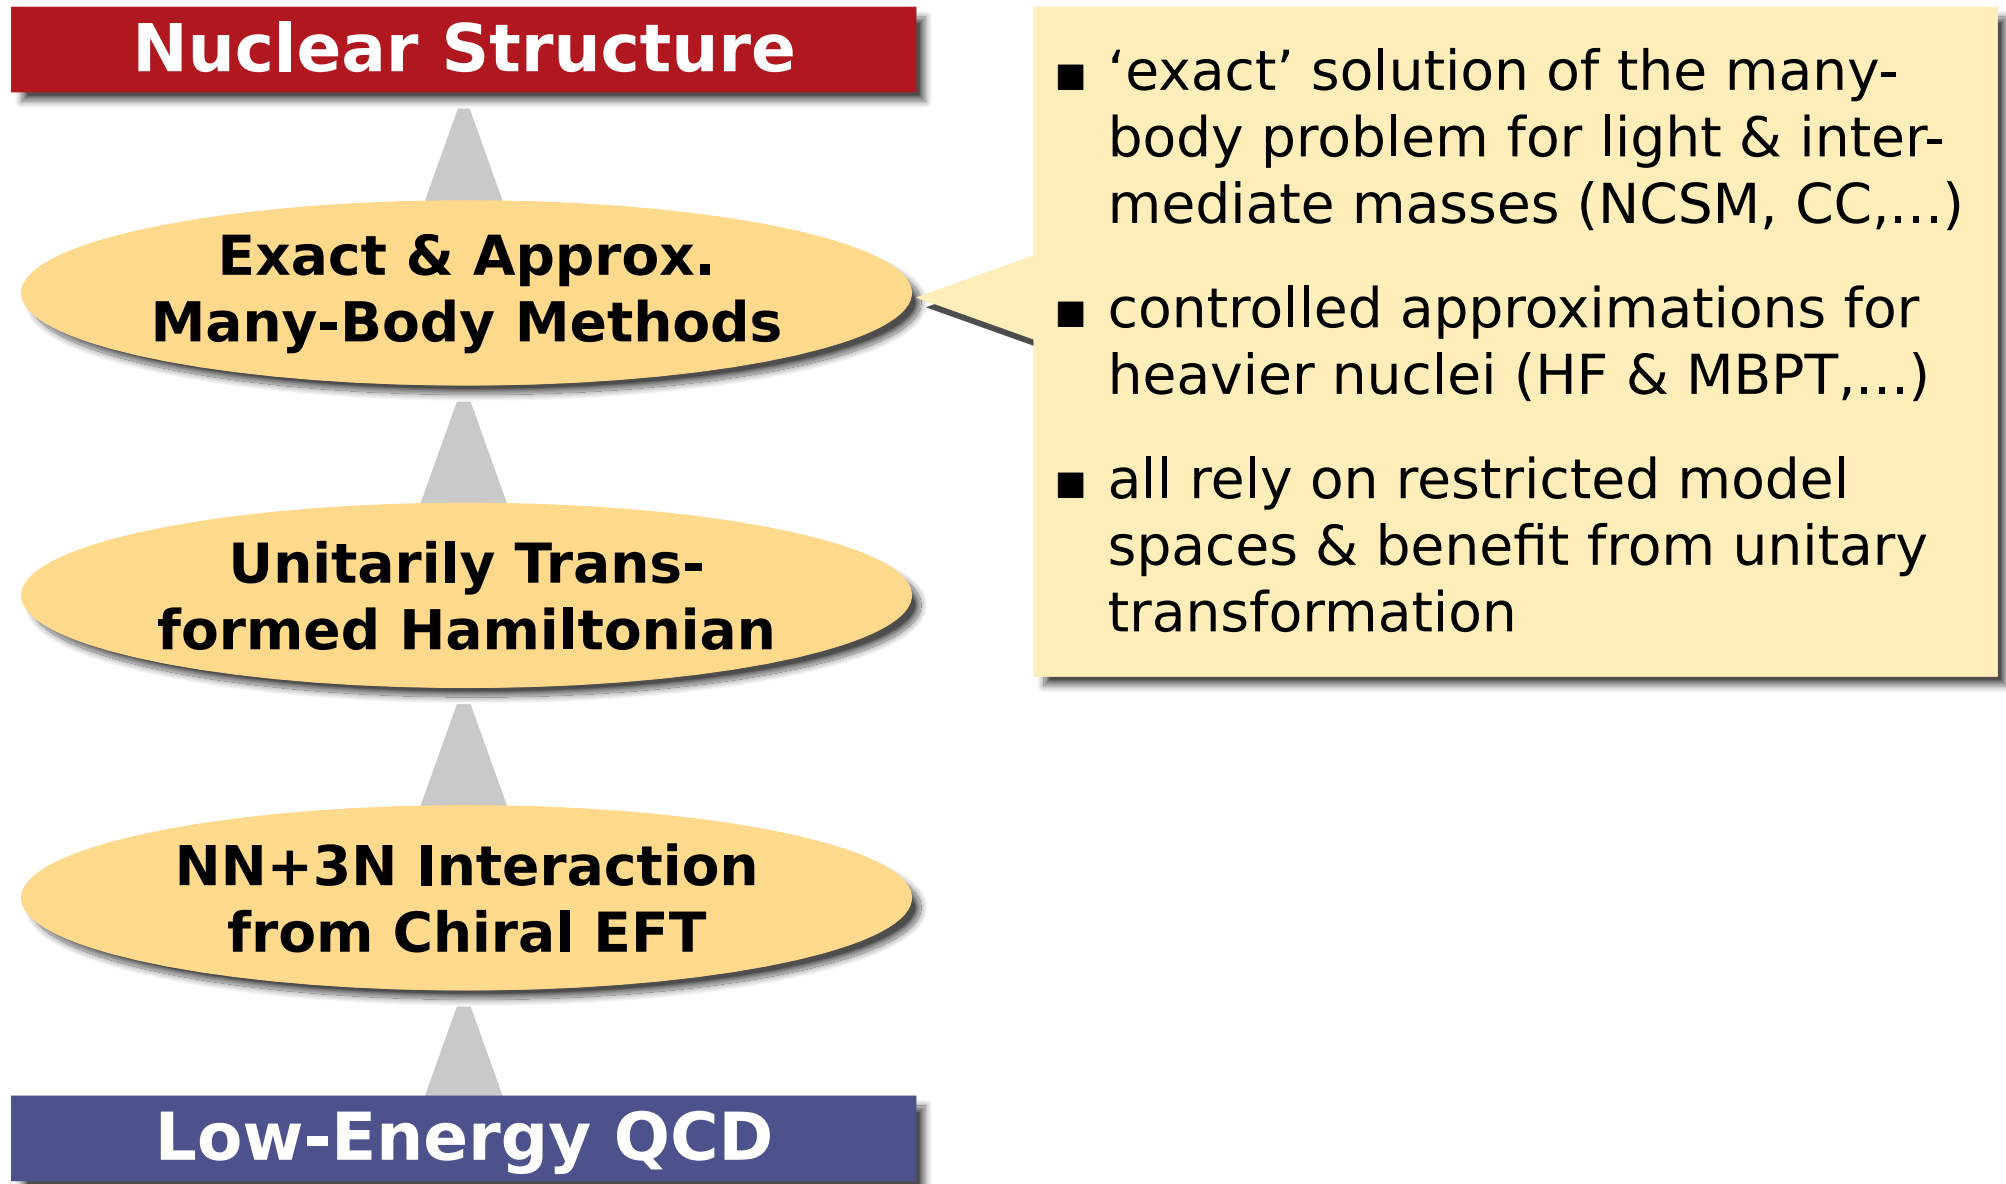 Nuclear Structure
Exact & Approx.
Many-Body Methods
Unitarily Trans-
formed Hamiltonian
NN+3N Interaction
from Chiral EFT
Low-Energy QCD
■ ‘exact’ solution of the many-
body problem for light & inter-
mediate masses (NCSM, CC,...)
■ controlled approximations for
heavier nuclei (HF & MBPT,...)
■ all rely on restricted model
spaces & benefit from unitary
transformation